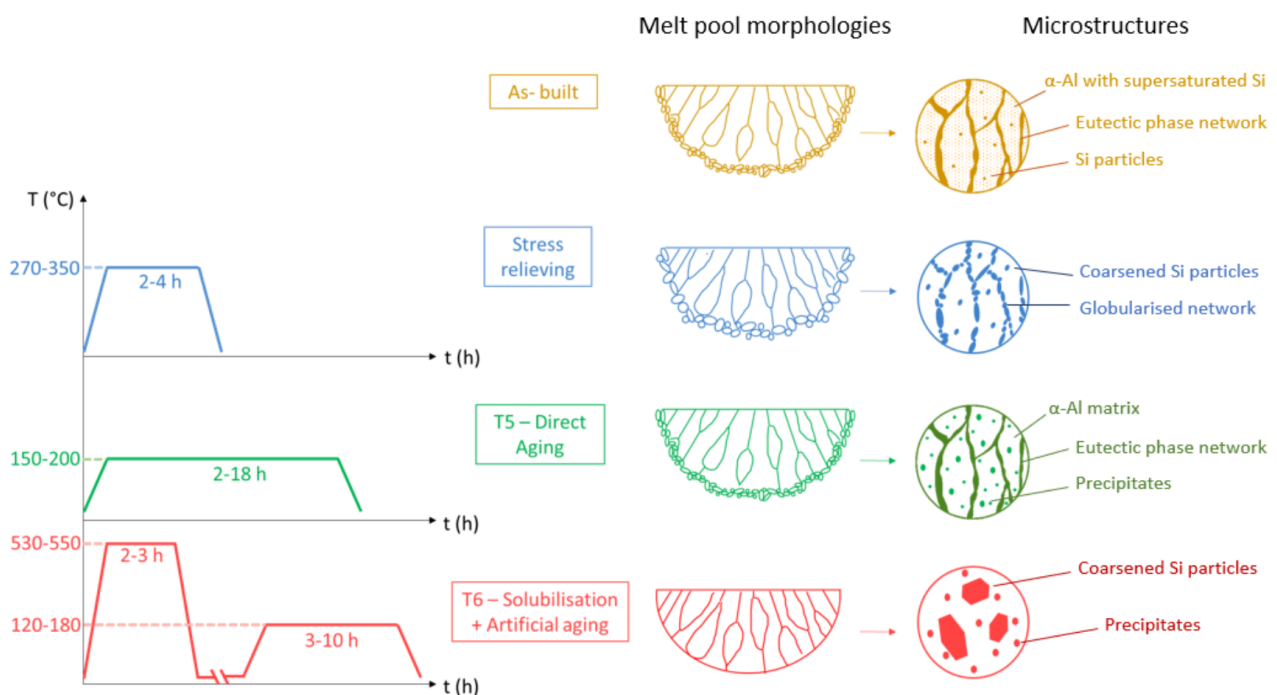 Melt pool morphologies
Microstructures
As- built
α-Al with supersaturated Si
Eutectic phase network
Si particles
T (°C)
270-350
2-4 h
t (h)
Stress
relieving
Coarsened Si particles
Globularised network
150-200
2-18 h
t (h)
T5 – Direct
Aging
α-Al matrix
Eutectic phase network
Precipitates
530-550
2-3 h
120-180
3-10 h
t (h)
T6 – Solubilisation
+ Artificial aging
Coarsened Si particles
Precipitates